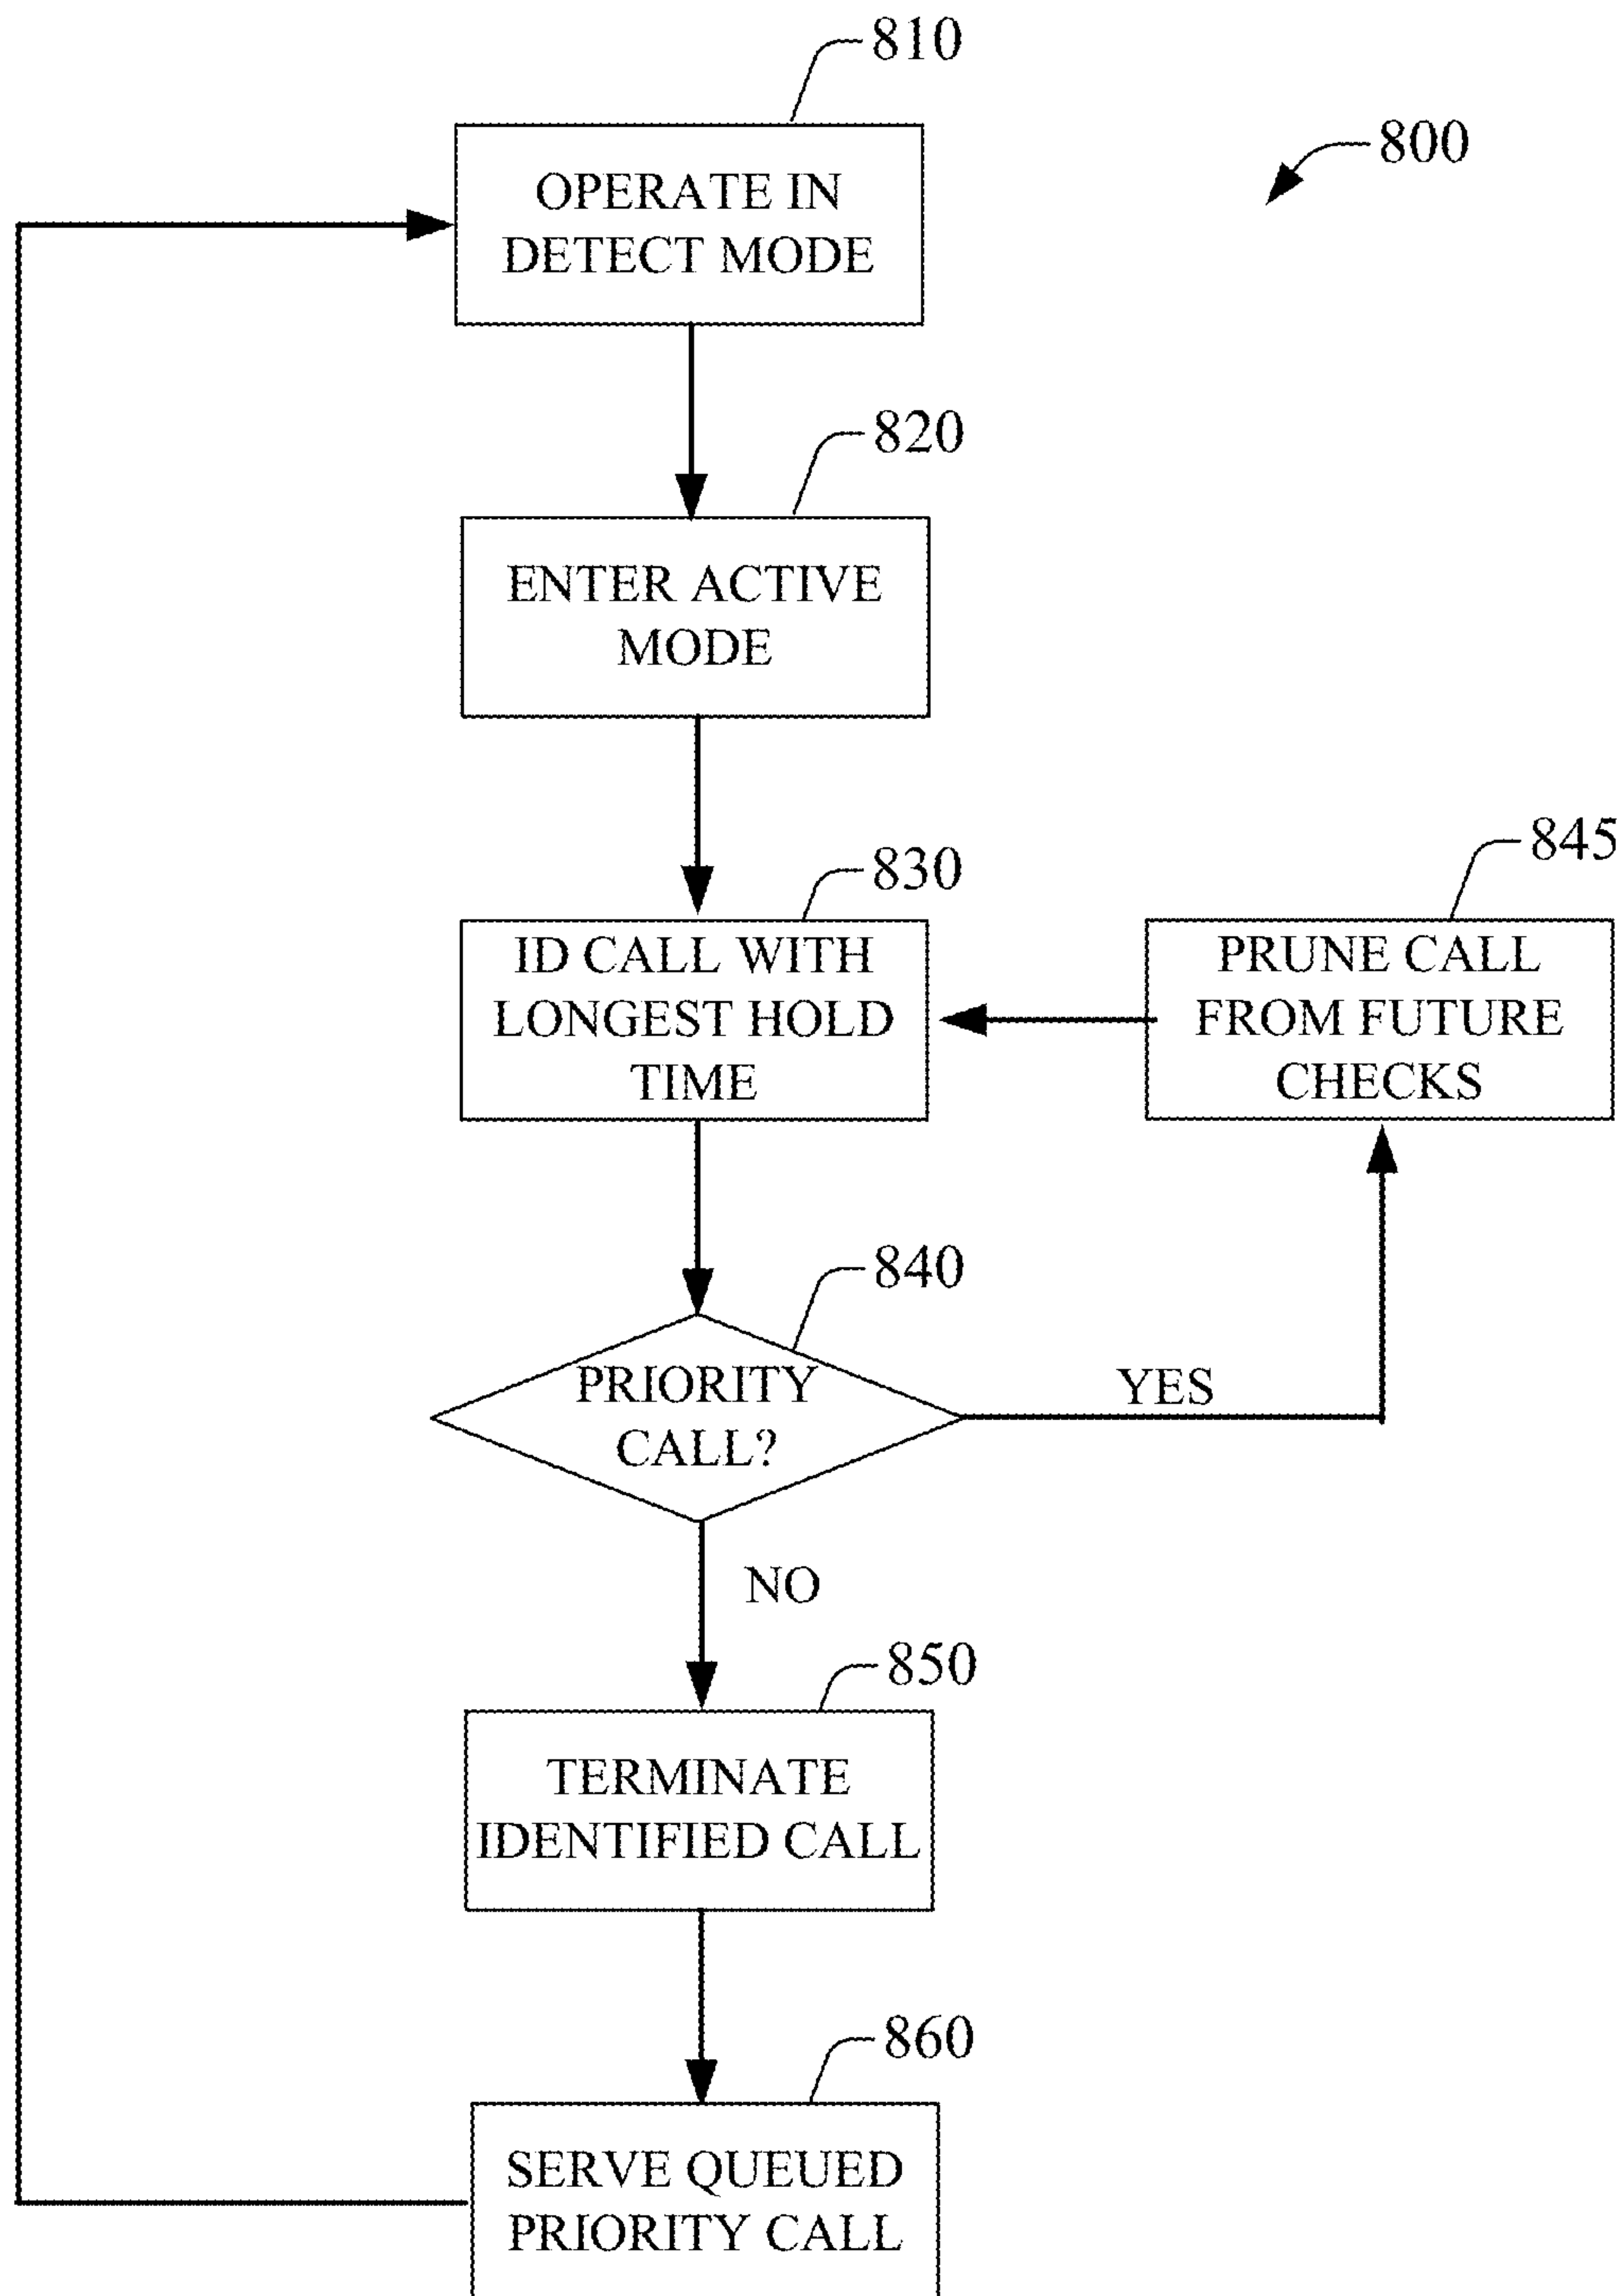 810
800
OPERATE IN
DETECT MODE
820
ENTER ACTIVE
MODE
830
845
ID CALL WITH
LONGEST HOLD
TIME
PRUNE CALL
FROM FUTURE
CHECKS
840
PRIORITY
CALL?
YES
NO
850
TERMINATE
IDENTIFIED CALL
860
SERVE QUEUED
PRIORITY CALL